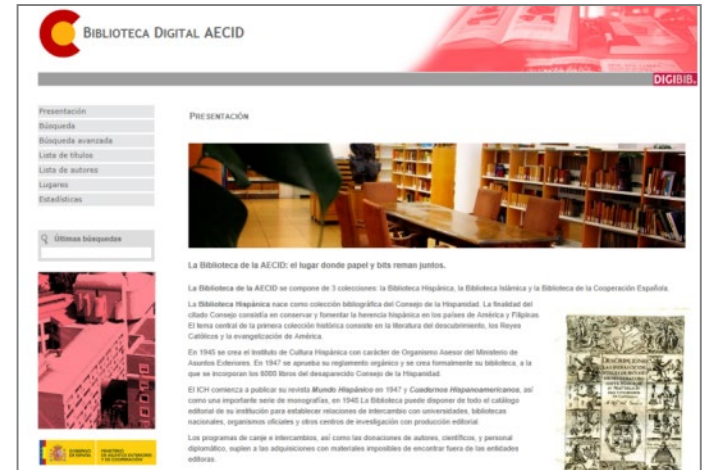 BIBLIOTECA DIGITAL AECID
DIGIBIB
Presentación
Búsqueda
Búsqueda avanzada
Lista de títulos
Lista de autores
Lugares
Estadísticas
Últimas búsquedas
PRESENTACIÓN
La Biblioteca de la AECID: el lugar donde papel y bits reman juntos.
La Biblioteca de la AECID se compone de 3 colecciones: la Biblioteca Hispánica, la Biblioteca Islámica y la Biblioteca de la Cooperación Española.
La Biblioteca Hispánica nace como colección bibliográfica del Consejo de la Hispanidad. La finalidad del
citado Consejo consistía en conservar y fomentar la herencia hispánica en los países de América y Filipinas.
El tema central de la primera colección histórica consiste en la literatura del descubrimiento, los Reyes
Católicos y la evangelización de América.
En 1945 se crea el Instituto de Cultura Hispánica con carácter de Organismo Asesor del Ministerio de
Asuntos Exteriores. En 1947 se aprueba su reglamento orgánico y se crea formalmente su biblioteca, a la
que se incorporan los 6000 libros del desaparecido Consejo de la Hispanidad.
El ICH comienza a publicar su revista Mundo Hispánico en 1947 y Cuadernos Hispanoamericanos, así
como una importante serie de monografías, en 1948.La Biblioteca puede disponer de todo el catálogo
editorial de su institución para establecer relaciones de intercambio con universidades, bibliotecas
nacionales, organismos oficiales y otros centros de investigación con producción editorial.
Los programas de canje e intercambios, así como las donaciones de autores, científicos, y personal
diplomático, suplen a las adquisiciones con materiales imposibles de encontrar fuera de las entidades
editoras.
GOBIERNO
DE ESPAÑA
MINISTERIO
DE ASUNTOS EXTERIORES
Y DE COOPERACIÓN